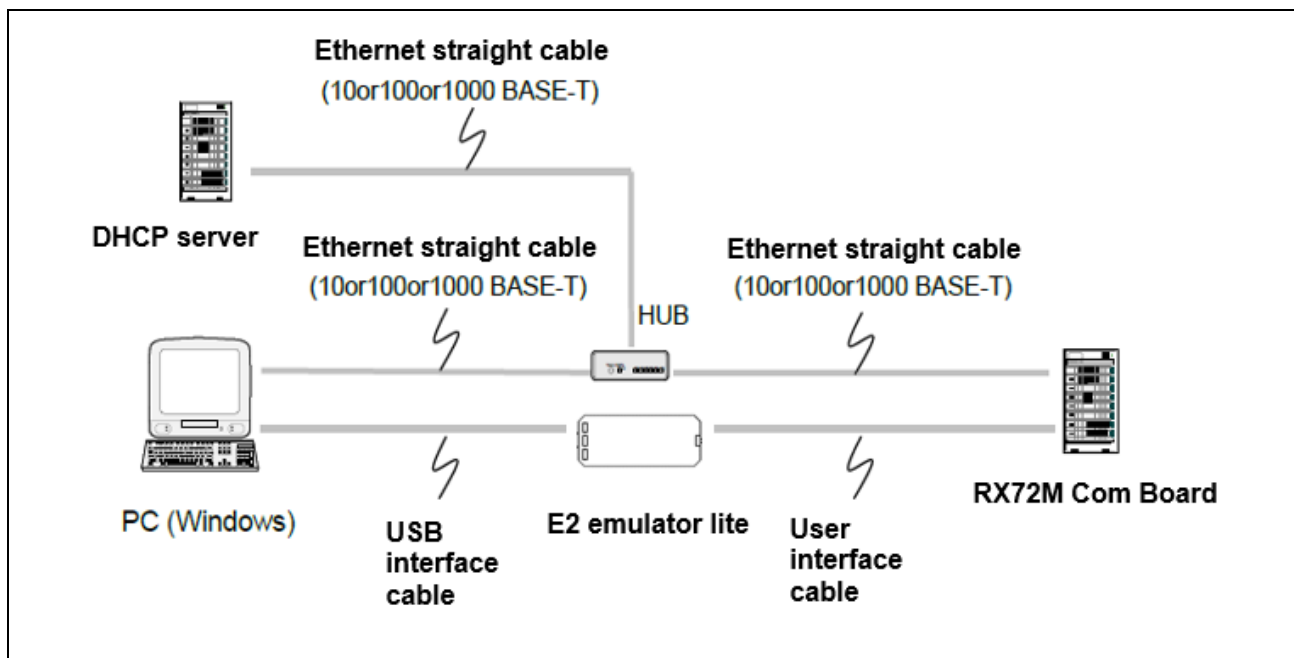 Ethernet straight cable
(10or100or1000 BASE-T)
DHCP server
Ethernet straight cable
(10or100or1000 BASE-T)
Ethernet straight cable
(10or100or1000 BASE-T)
HUB
PC (Windows)
USB
interface
cable
E2 emulator lite
User
interface
cable
RX72M Com Board